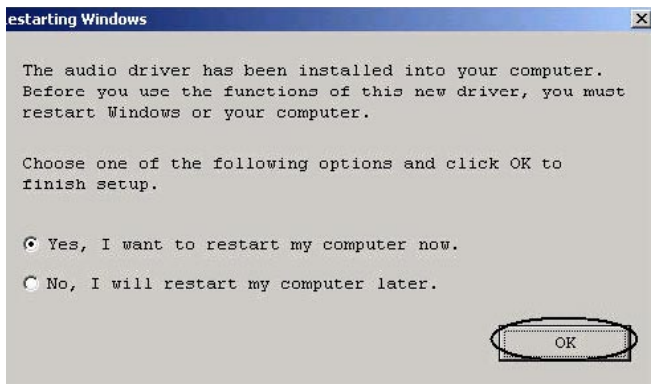 estarting Windows
The audio driver has been installed into your computer.
Before you use the functions of this new driver, you must
restart Windows or your computer.
Choose one of the following options and click OK to
finish setup.
Yes, I want to restart my computer now.
No, I will restart my computer later.
OK